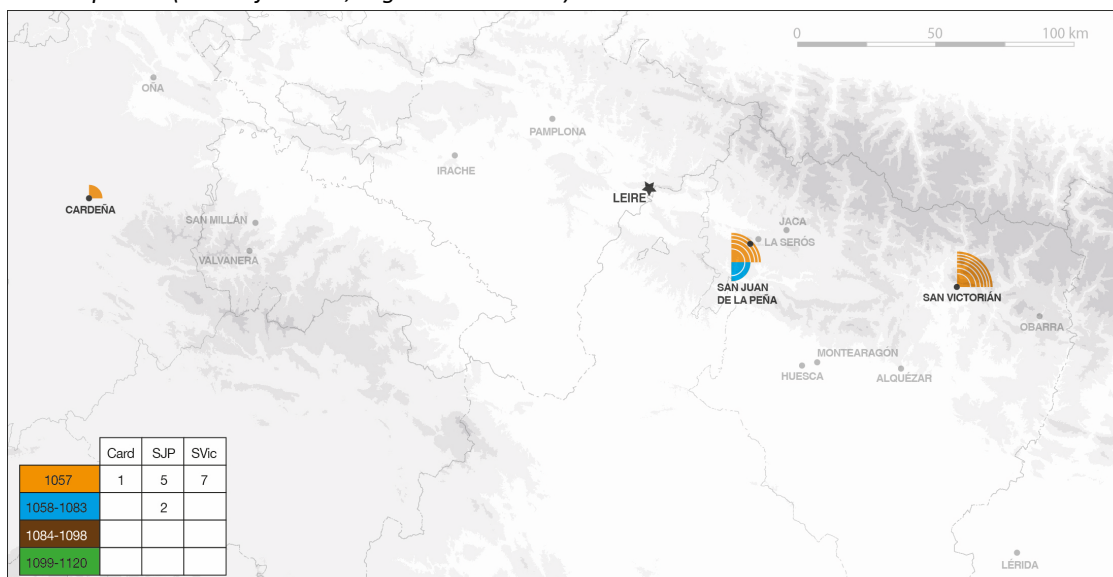 0 50 100 km
OÑA
PAMPLONA
IRACHE
CARDEÑA
SAN MILLÁN
VALVANERA
LEIRE
JACA
LA SERÓS
SAN JUAN
DE LA PEÑA
SAN VICTORIÁN
OBARRA
MONTEARAGÓN
HUESCA
ALQUÉZAR
LÉRIDA
Card SJP SVic
1057 1 5 7
1058-1083 2
1084-1098
1099-1120